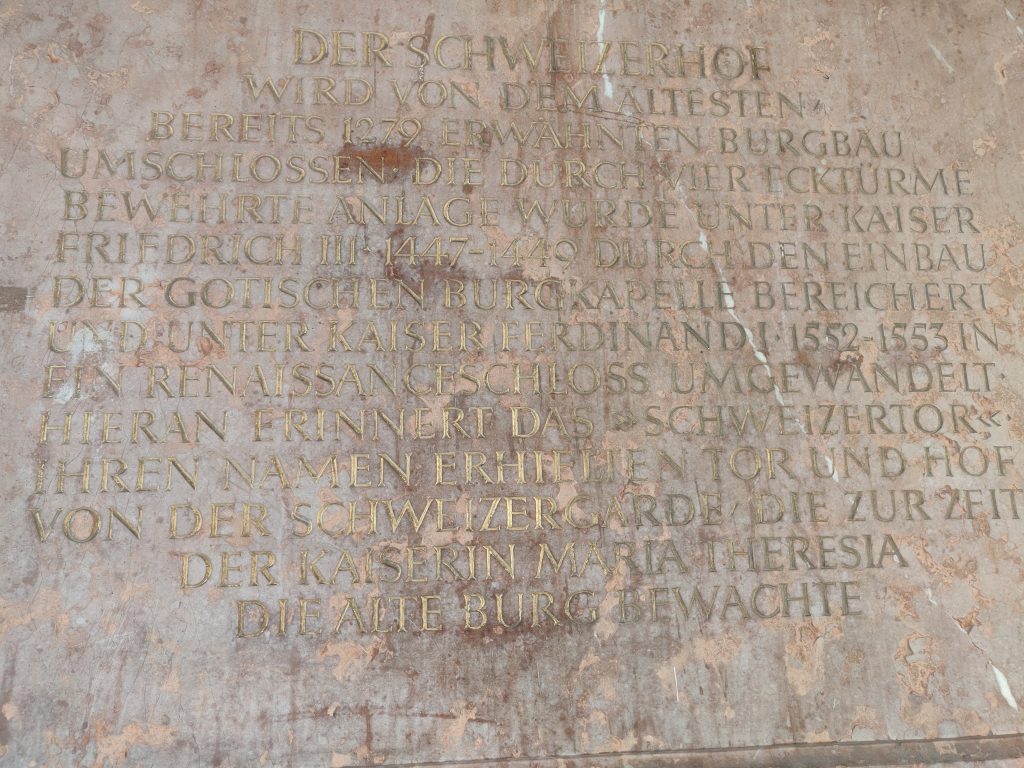 DER SCHWEIZERHOF
WIRD VON DEM ÄLTESTEN,
BEREITS 1279 ERWÄHNTEN BURGBAU
UMSCHLOSSEN · DIE DURCH VIER ECKTÜRME
BEWEHRTE ANLAGE WURDE UNTER KAISER
FRIEDRICH III · 1447-1449 DURCH DEN EINBAU
DER GOTISCHEN BURGKAPELLE BEREICHERT
UND UNTER KAISER FERDINAND I · 1552-1553 IN
EIN RENAISSANCESCHLOSS UMGEWANDELT·
HIERAN ERINNERT DAS »SCHWEIZERTOR«·
IHREN NAMEN ERHIELTEN TOR UND HOF
VON DER SCHWEIZERGARDE, DIE ZUR ZEIT
DER KAISERIN MARIA THERESIA
DIE ALTE BURG BEWACHTE